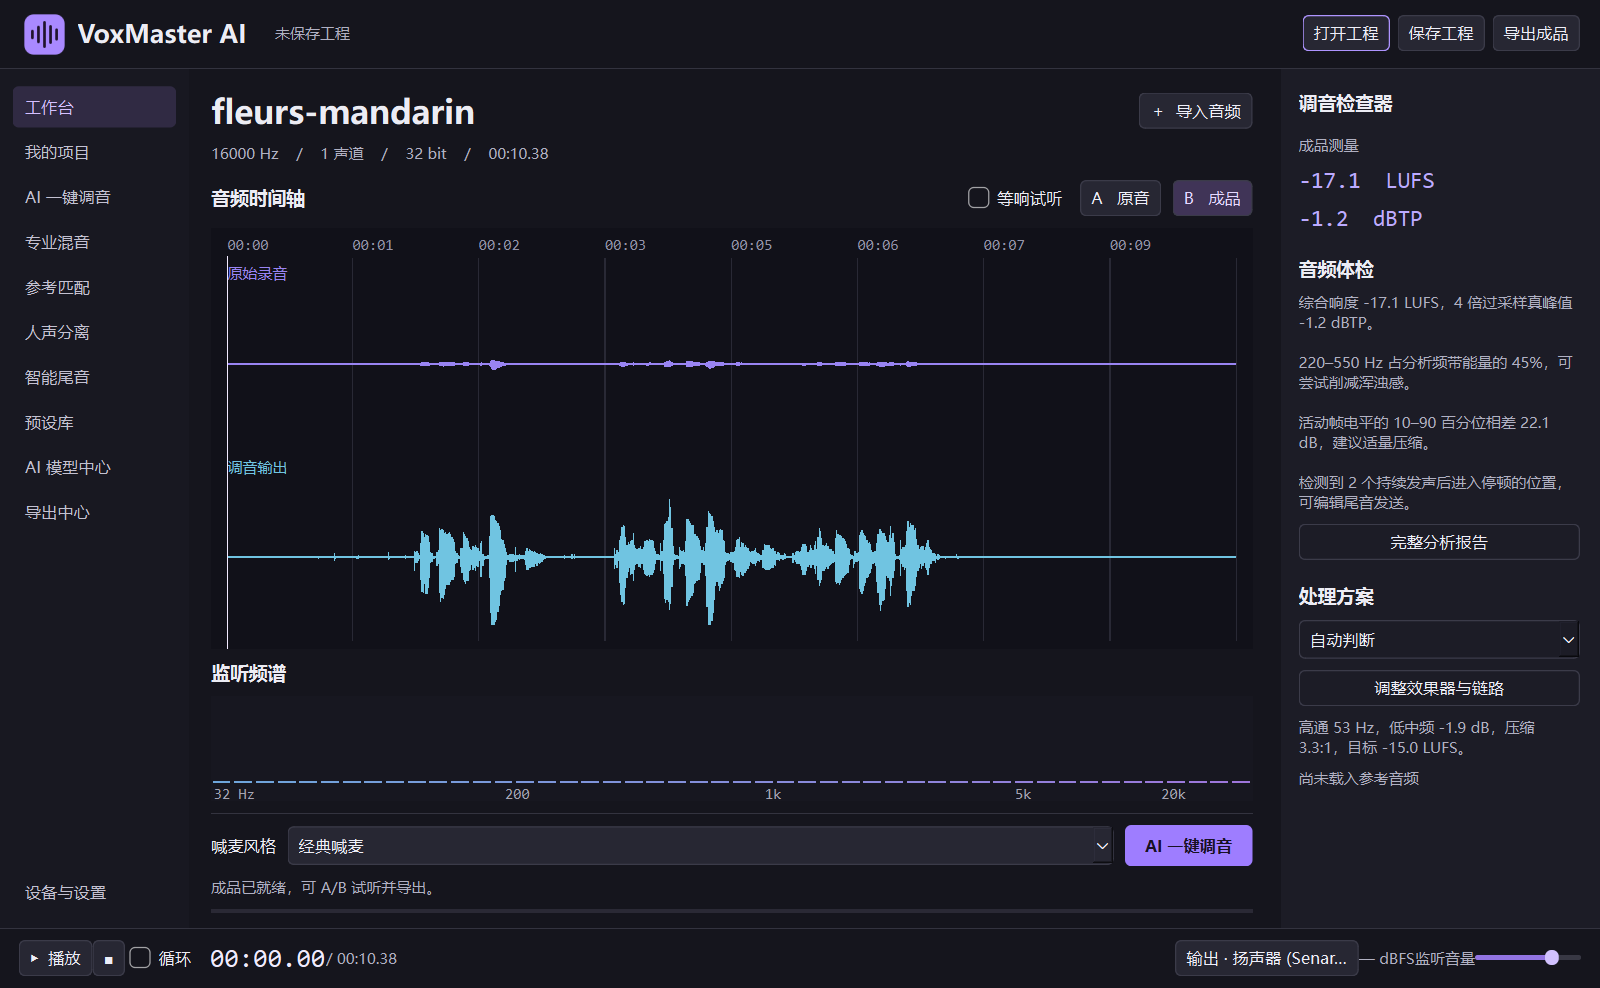 VoxMaster AI 未保存工程 打开工程 保存工程 导出成品
工作台
我的项目
AI 一键调音
专业混音
参考匹配
人声分离
智能尾音
预设库
AI 模型中心
导出中心
设备与设置
fleurs-mandarin
+ 导入音频
16000 Hz / 1 声道 / 32 bit / 00:10.38
音频时间轴
等响试听 A 原音 B 成品
00:00 00:01 00:02 00:03 00:05 00:06 00:07 00:09
原始录音
调音输出
监听频谱
32 Hz 200 1k 5k 20k
喊麦风格 经典喊麦 AI 一键调音
成品已就绪，可 A/B 试听并导出。
调音检查器
成品测量
-17.1 LUFS
-1.2 dBTP
音频体检
综合响度 -17.1 LUFS，4 倍过采样真峰值
-1.2 dBTP。
220–550 Hz 占分析频带能量的 45%，可
尝试削减浑浊感。
活动帧电平的 10–90 百分位相差 22.1
dB，建议适量压缩。
检测到 2 个持续发声后进入停顿的位置，
可编辑尾音发送。
完整分析报告
处理方案
自动判断
调整效果器与链路
高通 53 Hz，低中频 -1.9 dB，压缩
3.3:1，目标 -15.0 LUFS。
尚未载入参考音频
播放 循环 00:00.00 / 00:10.38 输出 · 扬声器 (Senar... — dBFS 监听音量